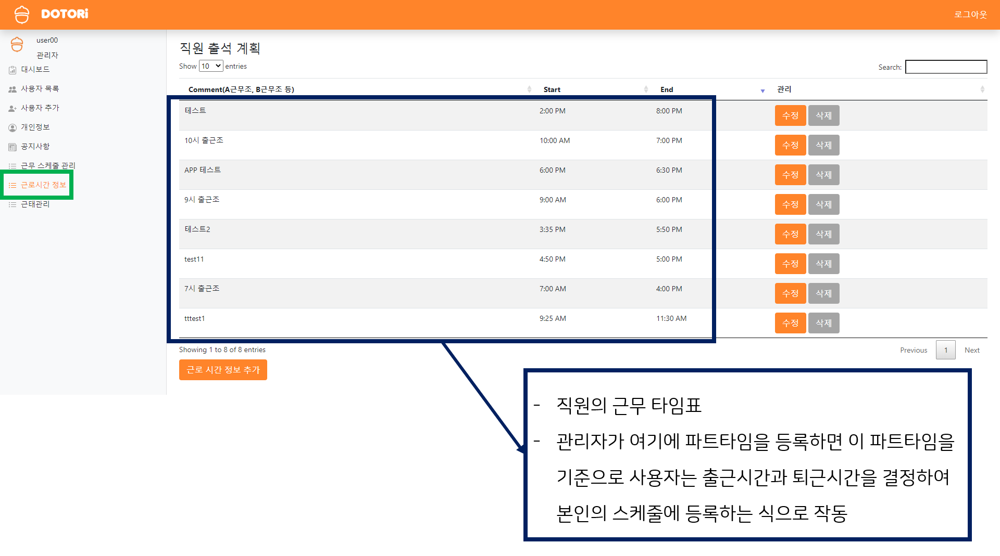 DOTORi
로그아웃
user00
관리자
대시보드
사용자 목록
사용자 추가
개인정보
공지사항
근무 스케줄 관리
근로시간 정보
근태관리
직원 출석 계획
Show 10 entries
Search:
Comment(A근무조, B근무조 등) Start End 관리
테스트 2:00 PM 8:00 PM 수정 삭제
10시 출근조 10:00 AM 7:00 PM 수정 삭제
APP 테스트 6:00 PM 6:30 PM 수정 삭제
9시 출근조 9:00 AM 6:00 PM 수정 삭제
테스트2 3:35 PM 5:50 PM 수정 삭제
test11 4:50 PM 5:00 PM 수정 삭제
7시 출근조 7:00 AM 4:00 PM 수정 삭제
tttest1 9:25 AM 11:30 AM 수정 삭제
Showing 1 to 8 of 8 entries
Previous 1 Next
근로 시간 정보 추가
- 직원의 근무 타임표
- 관리자가 여기에 파트타임을 등록하면 이 파트타임을
기준으로 사용자는 출근시간과 퇴근시간을 결정하여
본인의 스케줄에 등록하는 식으로 작동